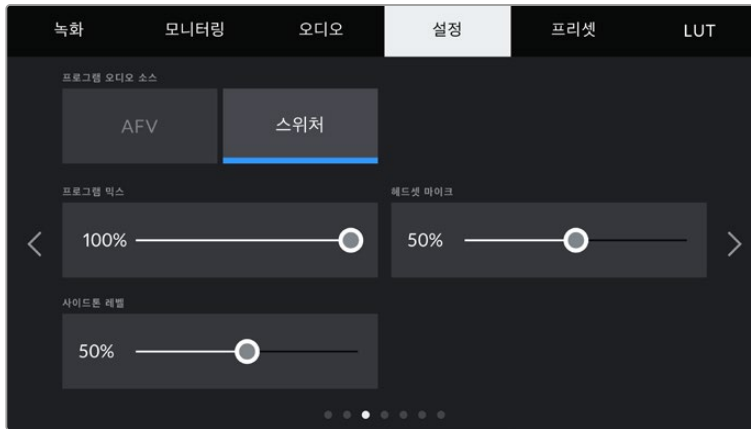 녹화 모니터링 오디오 설정 프리셋 LUT
프로그램 오디오 소스
AFV 스위처
프로그램 믹스 헤드셋 마이크
100% 50%
사이드톤 레벨
50%